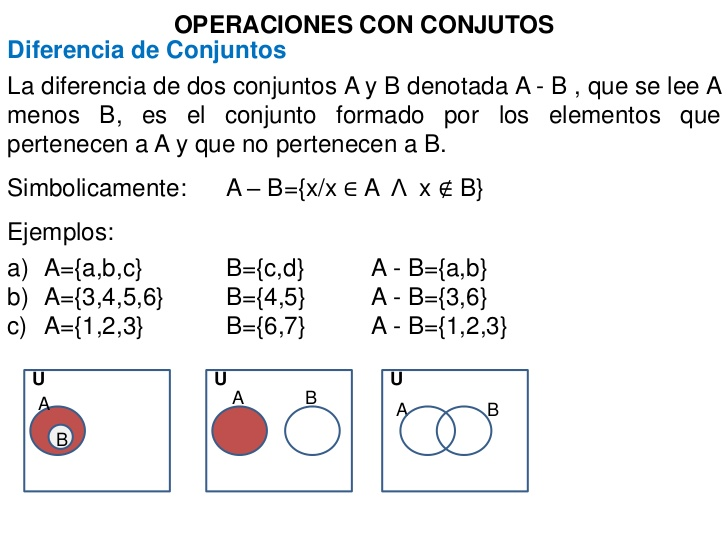 OPERACIONES CON CONJUTOS
Diferencia de Conjuntos
La diferencia de dos conjuntos A y B denotada A - B , que se lee A
menos B, es el conjunto formado por los elementos que
pertenecen a A y que no pertenecen a B.
Simbolicamente: A – B={x/x ∈ A Λ x ∉ B}
Ejemplos:
a) A={a,b,c} B={c,d} A - B={a,b}
b) A={3,4,5,6} B={4,5} A - B={3,6}
c) A={1,2,3} B={6,7} A - B={1,2,3}
U U U
A A B A B
B